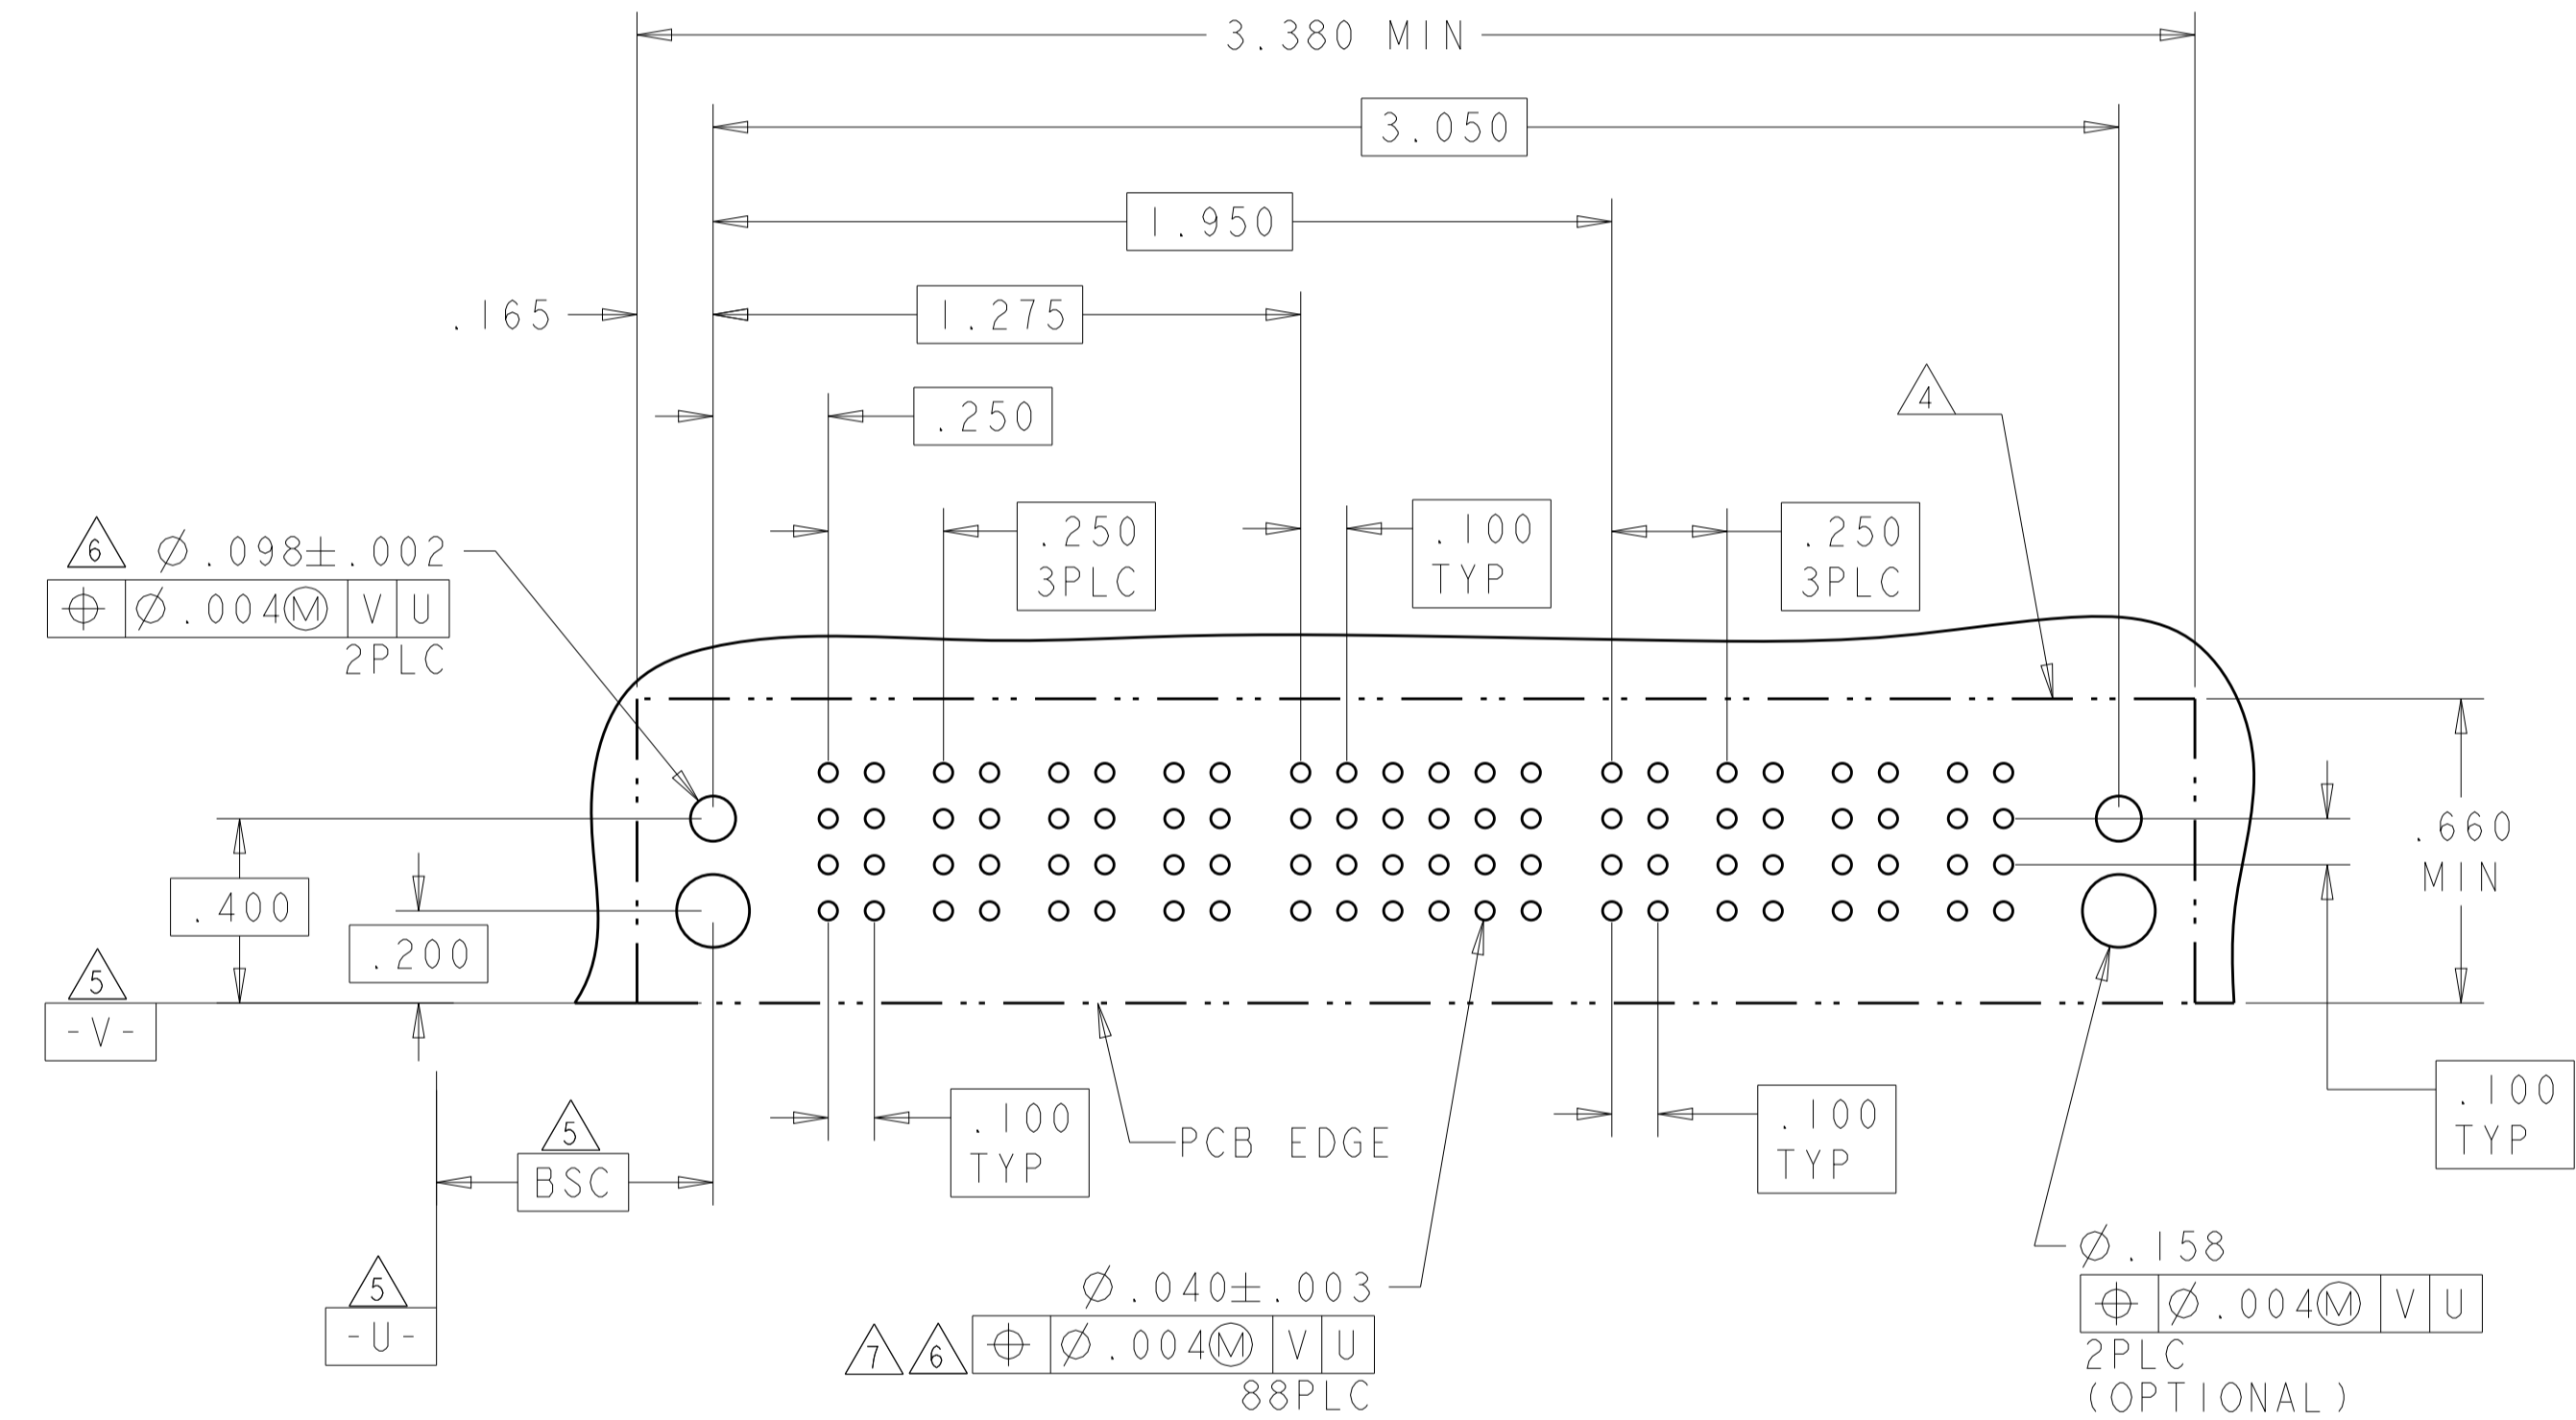 3.380 MIN
3.050
1.950
.165
1.275
4
.250
.250
3PLC
.100
TYP
.250
3PLC
6 ∅.098±.002
⌖ ∅.004Ⓜ V U
2PLC
.660
MIN
.400
.200
5
-V-
.100
TYP
.100
TYP
.100
TYP
5
BSC
PCB EDGE
5
-U-
∅.158
⌖ ∅.004Ⓜ V U
2PLC
(OPTIONAL)
∅.040±.003
7 6 ⌖ ∅.004Ⓜ V U
88PLC